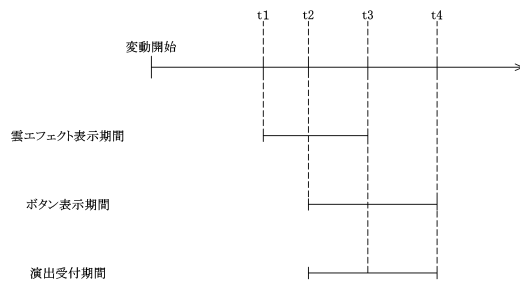 t1 t2 t3 t4
変動開始
雲エフェクト表示期間
ボタン表示期間
演出受付期間